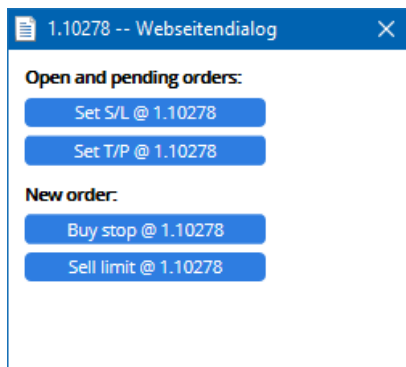 1.10278 -- Webseitendialog
Open and pending orders:
Set S/L @ 1.10278
Set T/P @ 1.10278
New order:
Buy stop @ 1.10278
Sell limit @ 1.10278